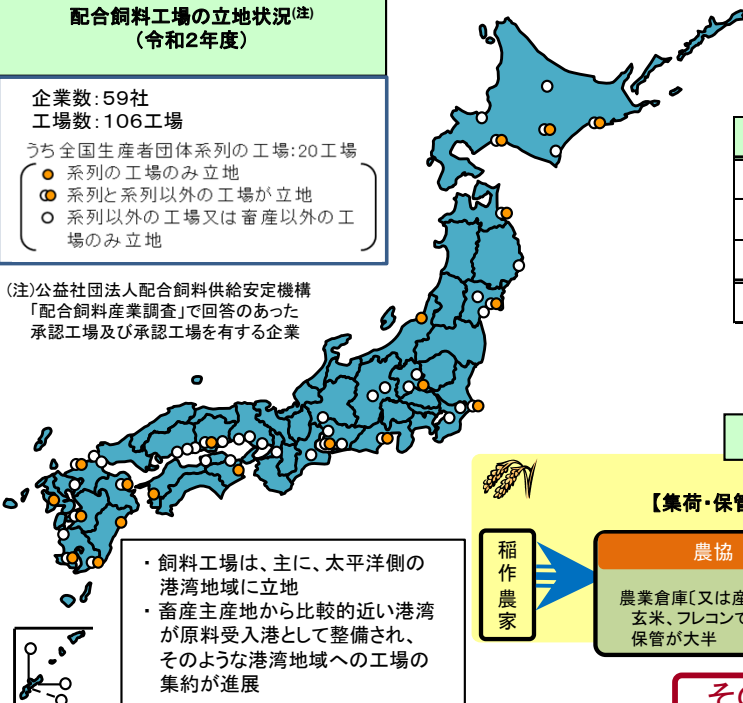 配合飼料工場の立地状況(注)
(令和2年度)
企業数:59社
工場数:106工場
うち全国生産者団体系列の工場:20工場
系列の工場のみ立地
系列と系列以外の工場が立地
系列以外の工場又は畜産以外の工
場のみ立地
(注)公益社団法人配合飼料供給安定機構
「配合飼料産業調査」で回答のあった
承認工場及び承認工場を有する企業
・飼料工場は、主に、太平洋側の
港湾地域に立地
・畜産主産地から比較的近い港湾
が原料受入港として整備され、
そのような港湾地域への工場の
集約が進展
【集荷・保管
稲作農家
農協
農業倉庫〔又は産
玄米、フレコンで
保管が大半
その